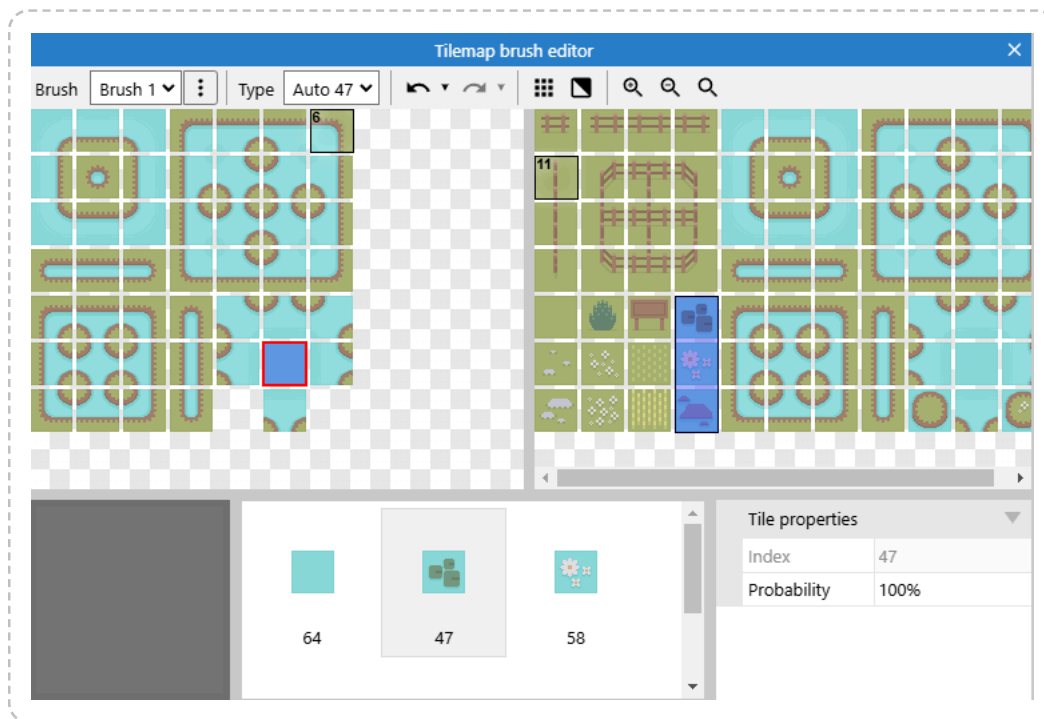 Tilemap brush editor
Brush Brush 1 Type Auto 47
6
11
64 47 58
Tile properties
Index 47
Probability 100%